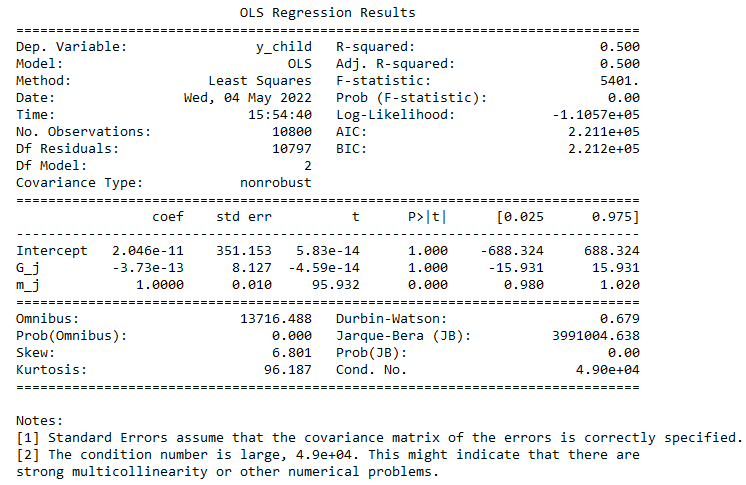 OLS Regression Results
==============================================================================
Dep. Variable:                y_child   R-squared:                       0.500
Model:                            OLS   Adj. R-squared:                  0.500
Method:                 Least Squares   F-statistic:                     5401.
Date:                Wed, 04 May 2022   Prob (F-statistic):               0.00
Time:                        15:54:40   Log-Likelihood:            -1.1057e+05
No. Observations:               10800   AIC:                         2.211e+05
Df Residuals:                   10797   BIC:                         2.212e+05
Df Model:                           2
Covariance Type:            nonrobust
==============================================================================
                 coef    std err          t      P>|t|      [0.025      0.975]
------------------------------------------------------------------------------
Intercept   2.046e-11    351.153   5.83e-14      1.000    -688.324     688.324
G_j         -3.73e-13      8.127  -4.59e-14      1.000     -15.931      15.931
m_j            1.0000      0.010     95.932      0.000       0.980       1.020
==============================================================================
Omnibus:                    13716.488   Durbin-Watson:                   0.679
Prob(Omnibus):                  0.000   Jarque-Bera (JB):          3991004.638
Skew:                           6.801   Prob(JB):                         0.00
Kurtosis:                      96.187   Cond. No.                     4.90e+04
==============================================================================
Notes:
[1] Standard Errors assume that the covariance matrix of the errors is correctly specified.
[2] The condition number is large, 4.9e+04. This might indicate that there are
strong multicollinearity or other numerical problems.